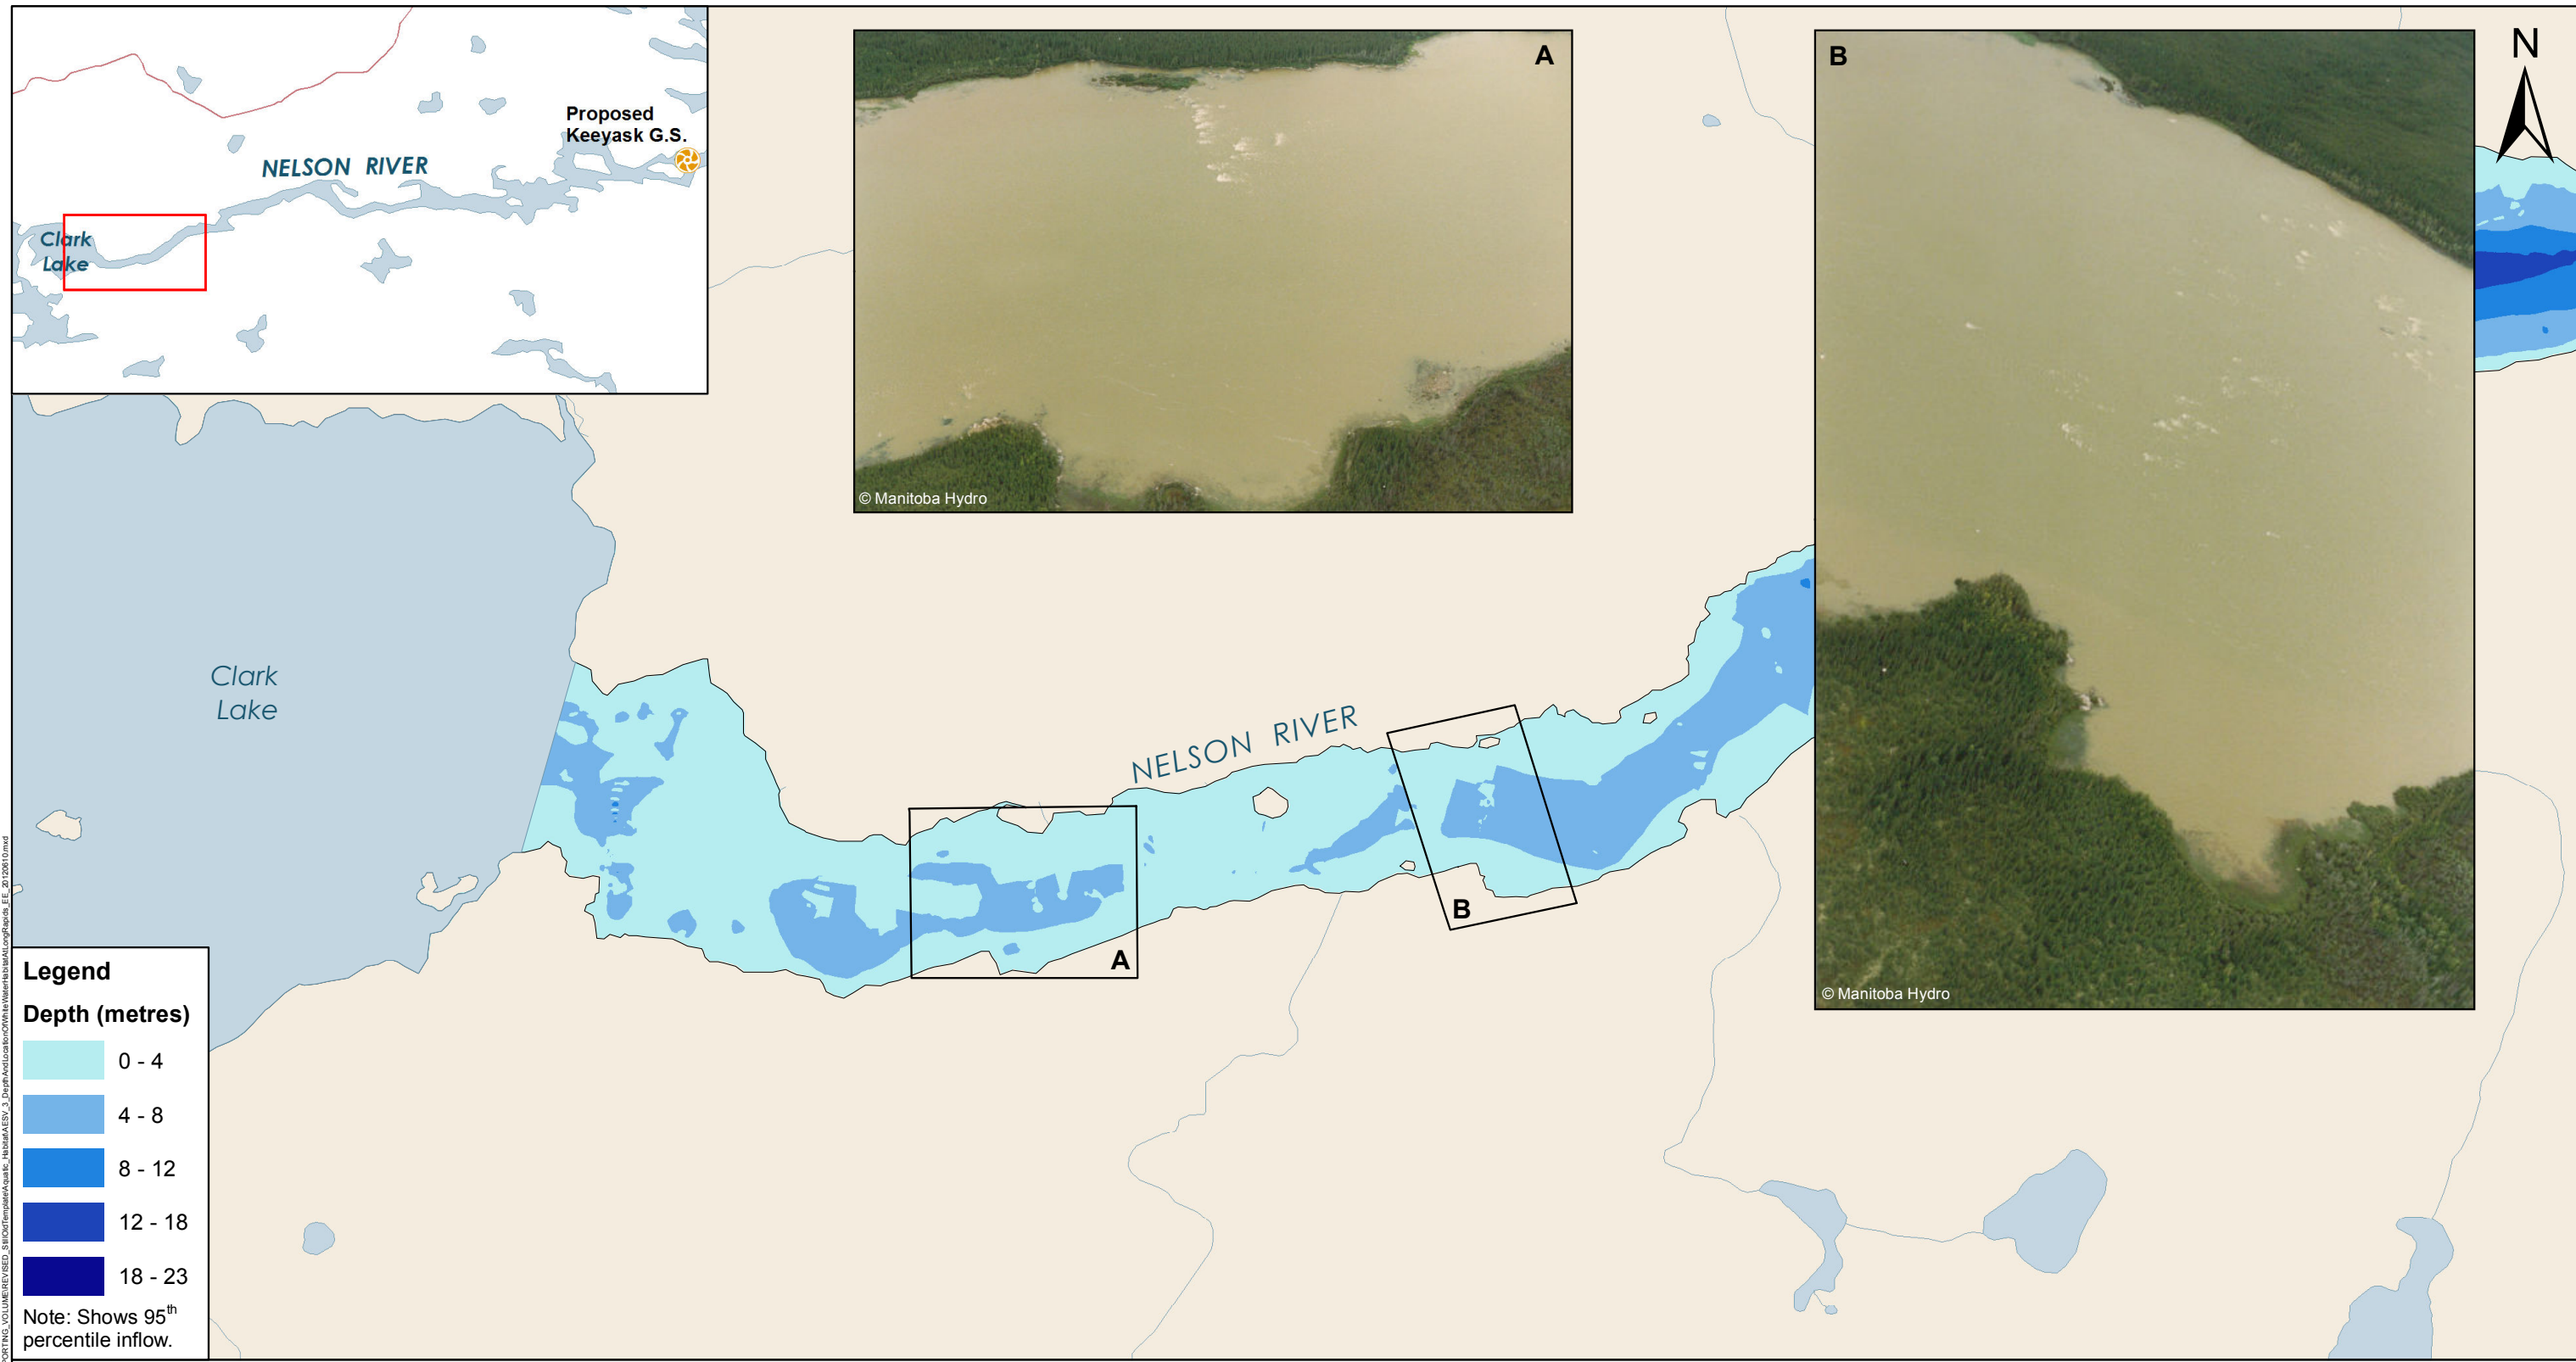 Proposed
Keeyask G.S.
NELSON RIVER
Clark
Lake
A
© Manitoba Hydro
B
© Manitoba Hydro
N
Clark
Lake
NELSON RIVER
A
B
Legend
Depth (metres)
0 - 4
4 - 8
8 - 12
12 - 18
18 - 23
Note: Shows 95th
percentile inflow.